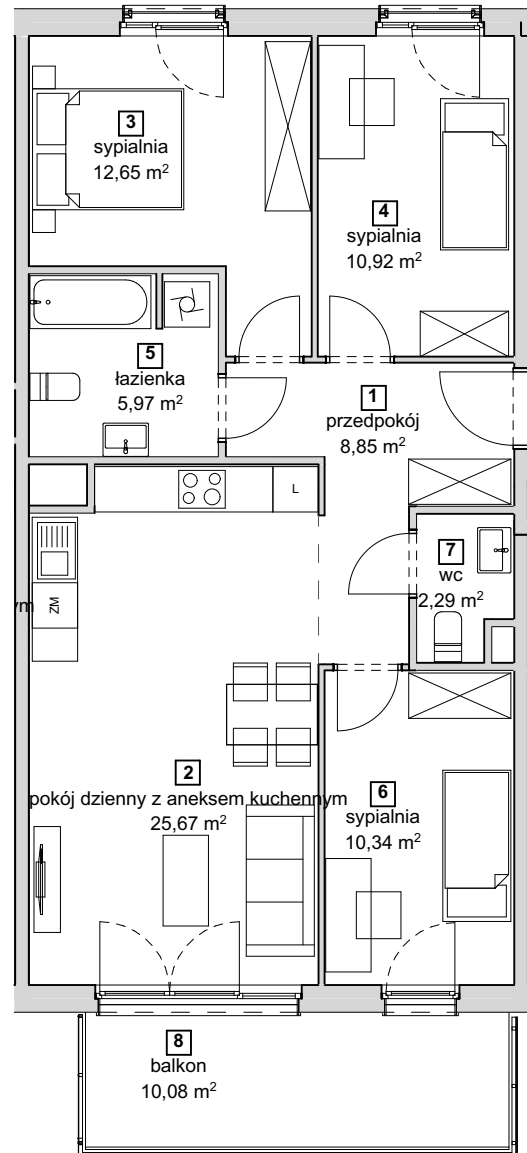 3
sypialnia
12,65 m²
4
sypialnia
10,92 m²
5
łazienka
5,97 m²
1
przedpokój
8,85 m²
L
7
wc
2,29 m²
ZM
2
pokój dzienny z aneksem kuchennym
25,67 m²
6
sypialnia
10,34 m²
8
balkon
10,08 m²